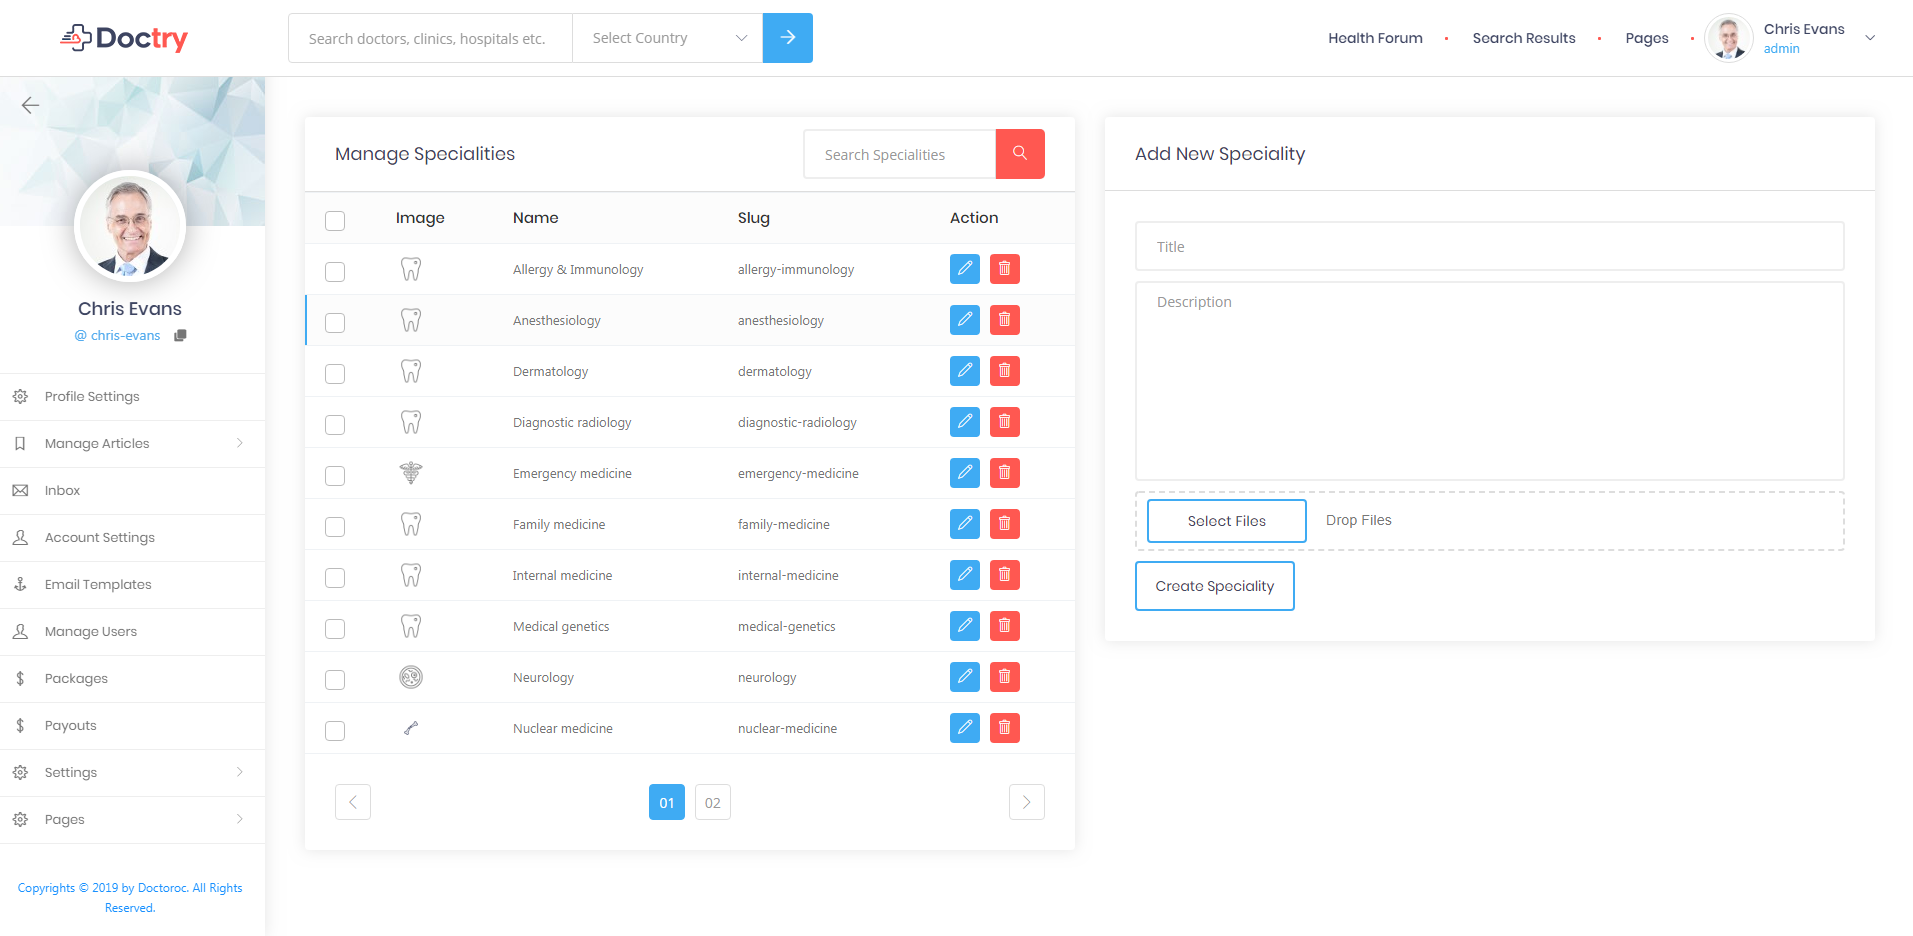 Doctry
Search doctors, clinics, hospitals etc.
Select Country
Health Forum
Search Results
Pages
Chris Evans
admin
Chris Evans
@ chris-evans
Profile Settings
Manage Articles
Inbox
Account Settings
Email Templates
Manage Users
Packages
Payouts
Settings
Pages
Copyrights © 2019 by Doctoroc. All Rights
Reserved.
Manage Specialities
Search Specialities
Image Name Slug Action
Allergy & Immunology allergy-immunology
Anesthesiology anesthesiology
Dermatology dermatology
Diagnostic radiology diagnostic-radiology
Emergency medicine emergency-medicine
Family medicine family-medicine
Internal medicine internal-medicine
Medical genetics medical-genetics
Neurology neurology
Nuclear medicine nuclear-medicine
01 02
Add New Speciality
Title
Description
Select Files Drop Files
Create Speciality